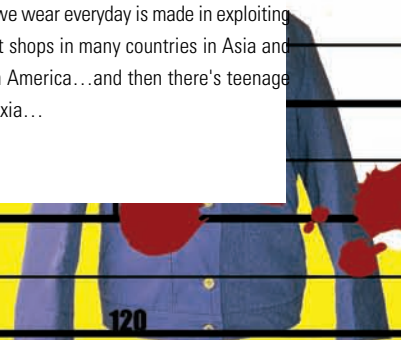 we wear everyday is made in exploiting
t shops in many countries in Asia and
America…and then there's teenage
xia…
120